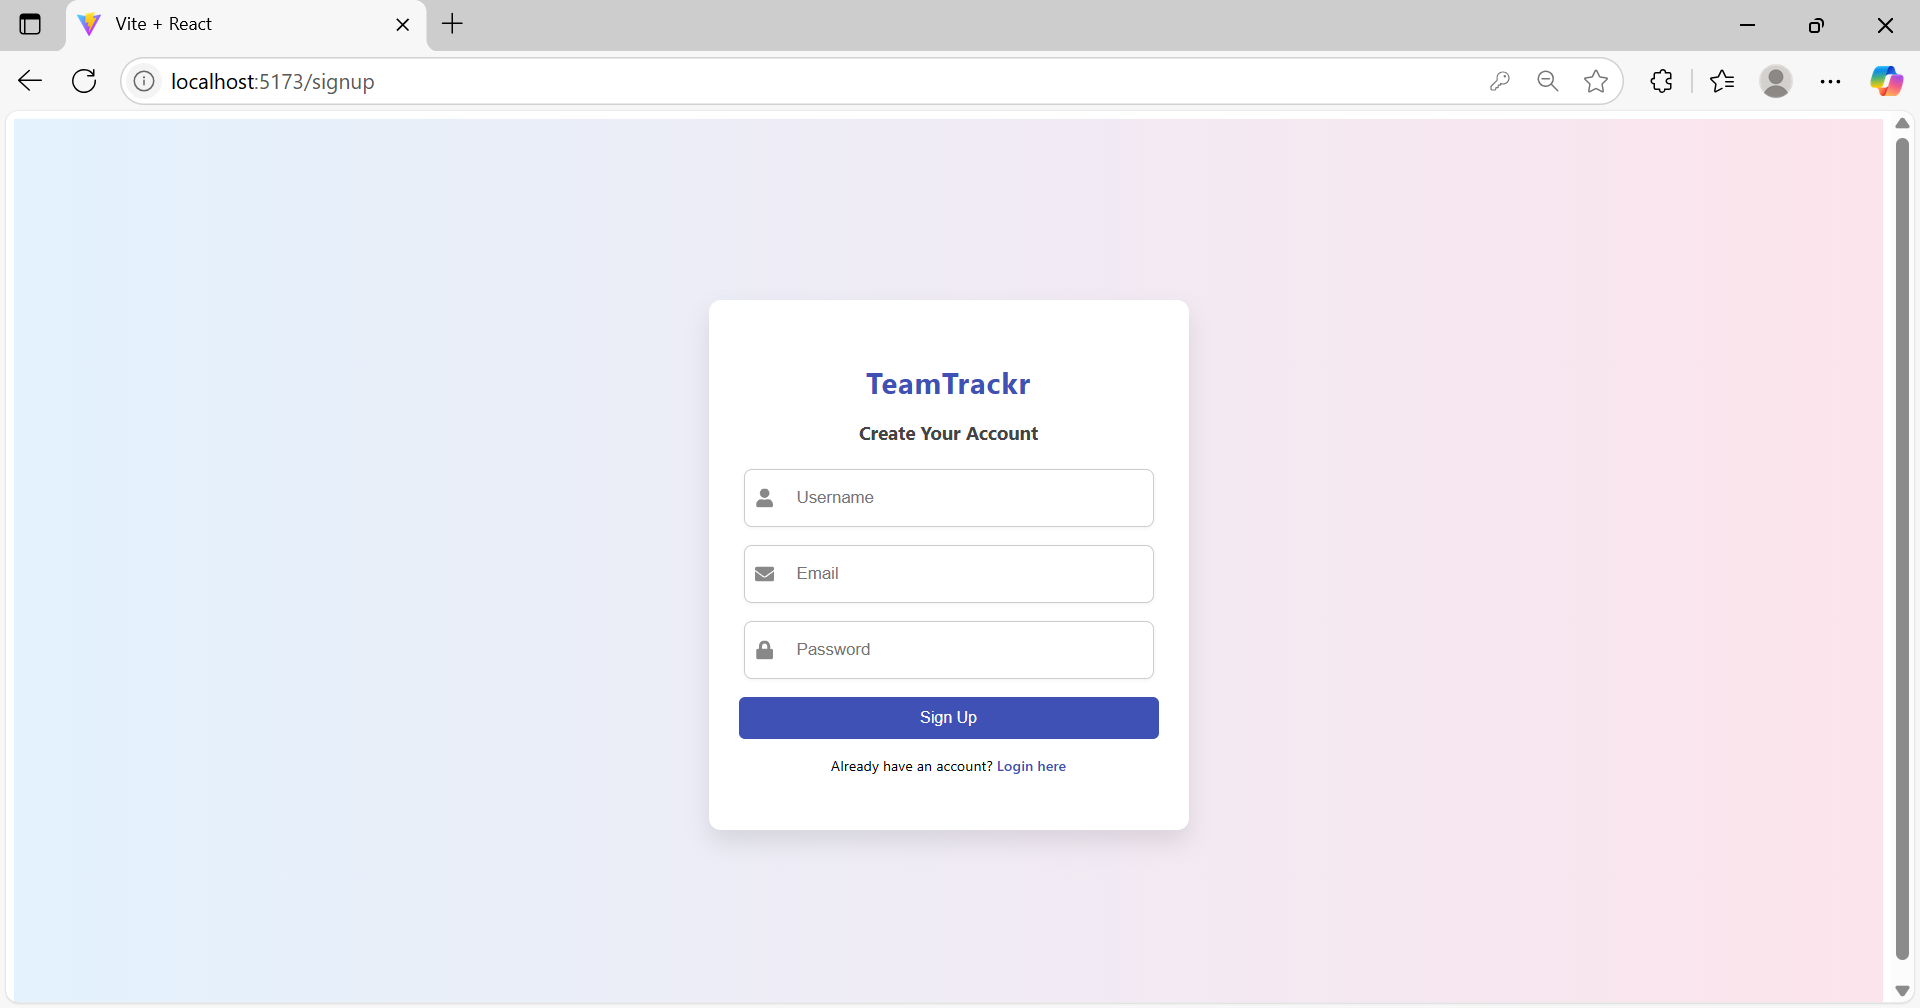 Vite + React
localhost:5173/signup
TeamTrackr
Create Your Account
Username
Email
Password
Sign Up
Already have an account? Login here